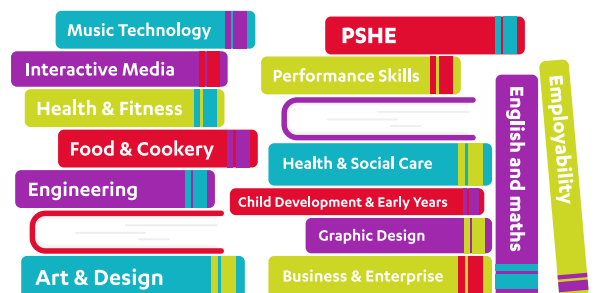 Music Technology
Interactive Media
Health & Fitness
Food & Cookery
Engineering
Art & Design
PSHE
Performance Skills
Health & Social Care
Child Development & Early Years
Graphic Design
Business & Enterprise
English and maths
Employability